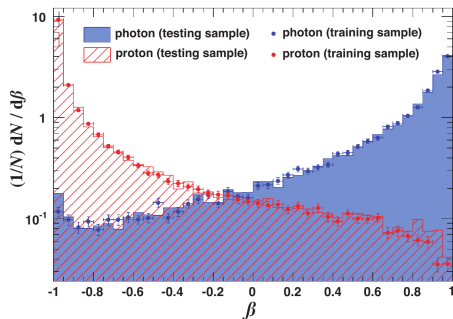 photon (testing sample) photon (training sample)
proton (testing sample) proton (training sample)
(1/N) dN / dβ
10
1
10⁻¹
-1 -0.8 -0.6 -0.4 -0.2 0 0.2 0.4 0.6 0.8 1
β